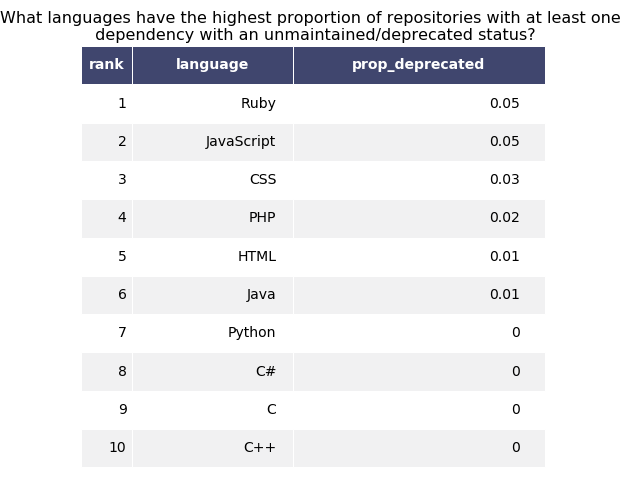 What languages have the highest proportion of repositories with at least one
dependency with an unmaintained/deprecated status?
rank language prop_deprecated
1 Ruby 0.05
2 JavaScript 0.05
3 CSS 0.03
4 PHP 0.02
5 HTML 0.01
6 Java 0.01
7 Python 0
8 C# 0
9 C 0
10 C++ 0